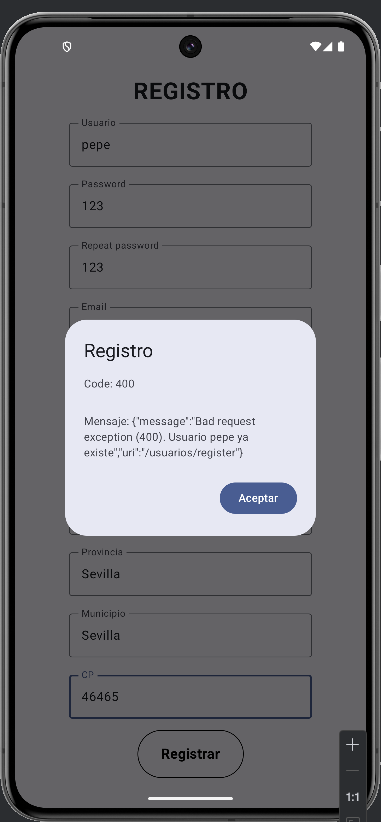 REGISTRO
Usuario
pepe
Password
123
Repeat password
123
Email
Registro
Code: 400
Mensaje: {"message":"Bad request
exception (400). Usuario pepe ya
existe","uri":"/usuarios/register"}
Aceptar
Provincia
Sevilla
Municipio
Sevilla
CP
46465
Registrar
1:1